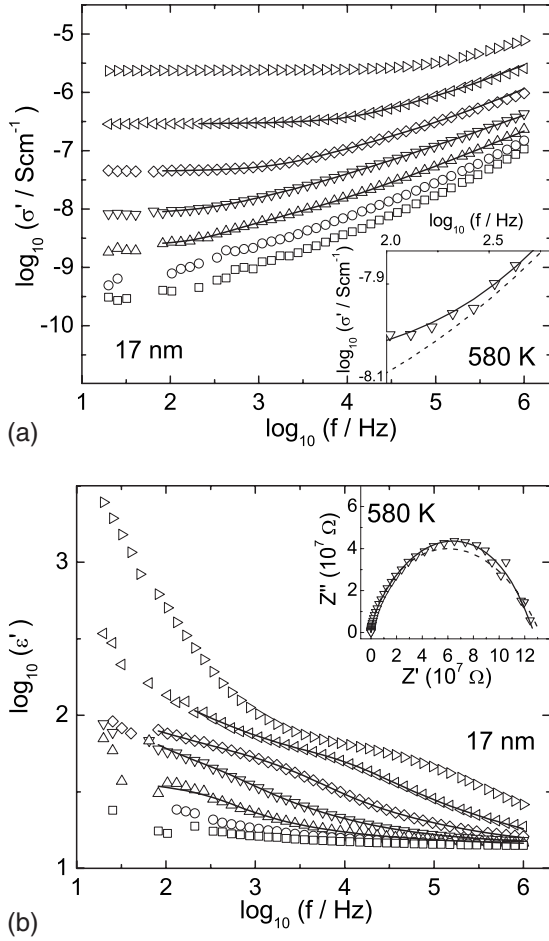 -5
-6
-7
-8
-9
-10
log10 (σ' / Scm-1)
log10 (f / Hz)
2.0 2.5
-7.9
-8.1
log10 (σ' / Scm-1)
580 K
17 nm
1 2 3 4 5 6
(a) log10 (f / Hz)
580 K
6
4
2
0
Z'' (10^7 Ω)
0 2 4 6 8 10 12
Z' (10^7 Ω)
3
2
1
log10 (ε')
17 nm
1 2 3 4 5 6
(b) log10 (f / Hz)